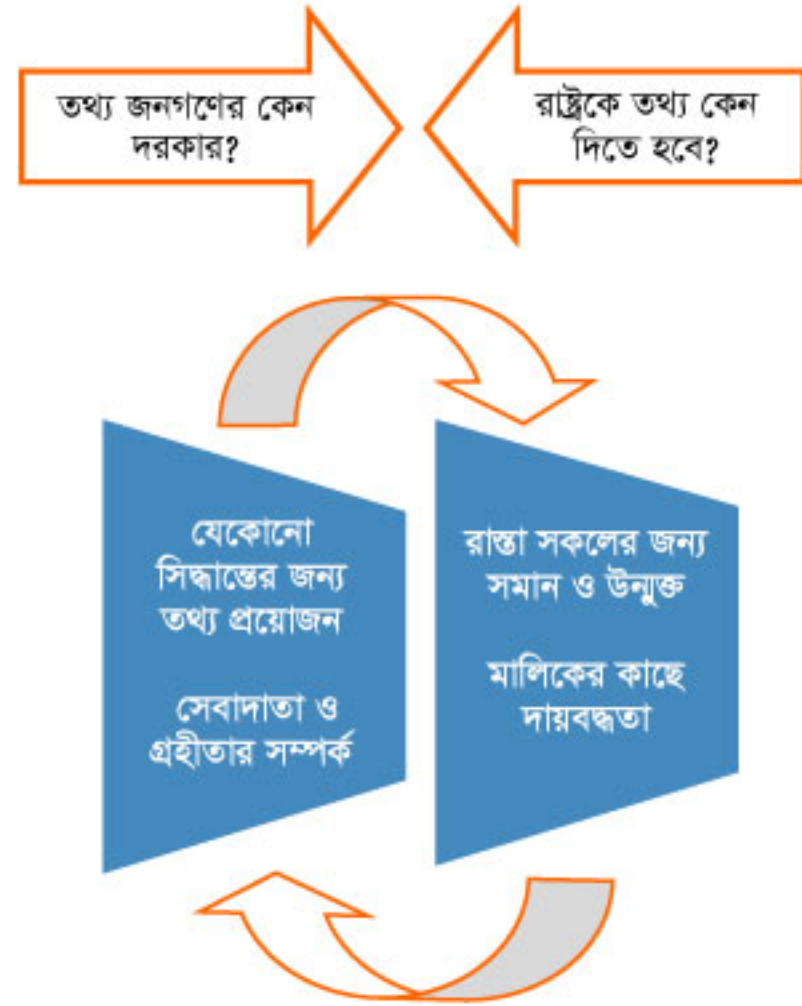 তথ্য জনগণের কেন
দরকার?
রাষ্ট্রকে তথ্য কেন
দিতে হবে?
যেকোনো
সিদ্ধান্তের জন্য
তথ্য প্রয়োজন
সেবাদাতা ও
গ্রহীতার সম্পর্ক
রাস্তা সকলের জন্য
সমান ও উন্মুক্ত
মালিকের কাছে
দায়বদ্ধতা